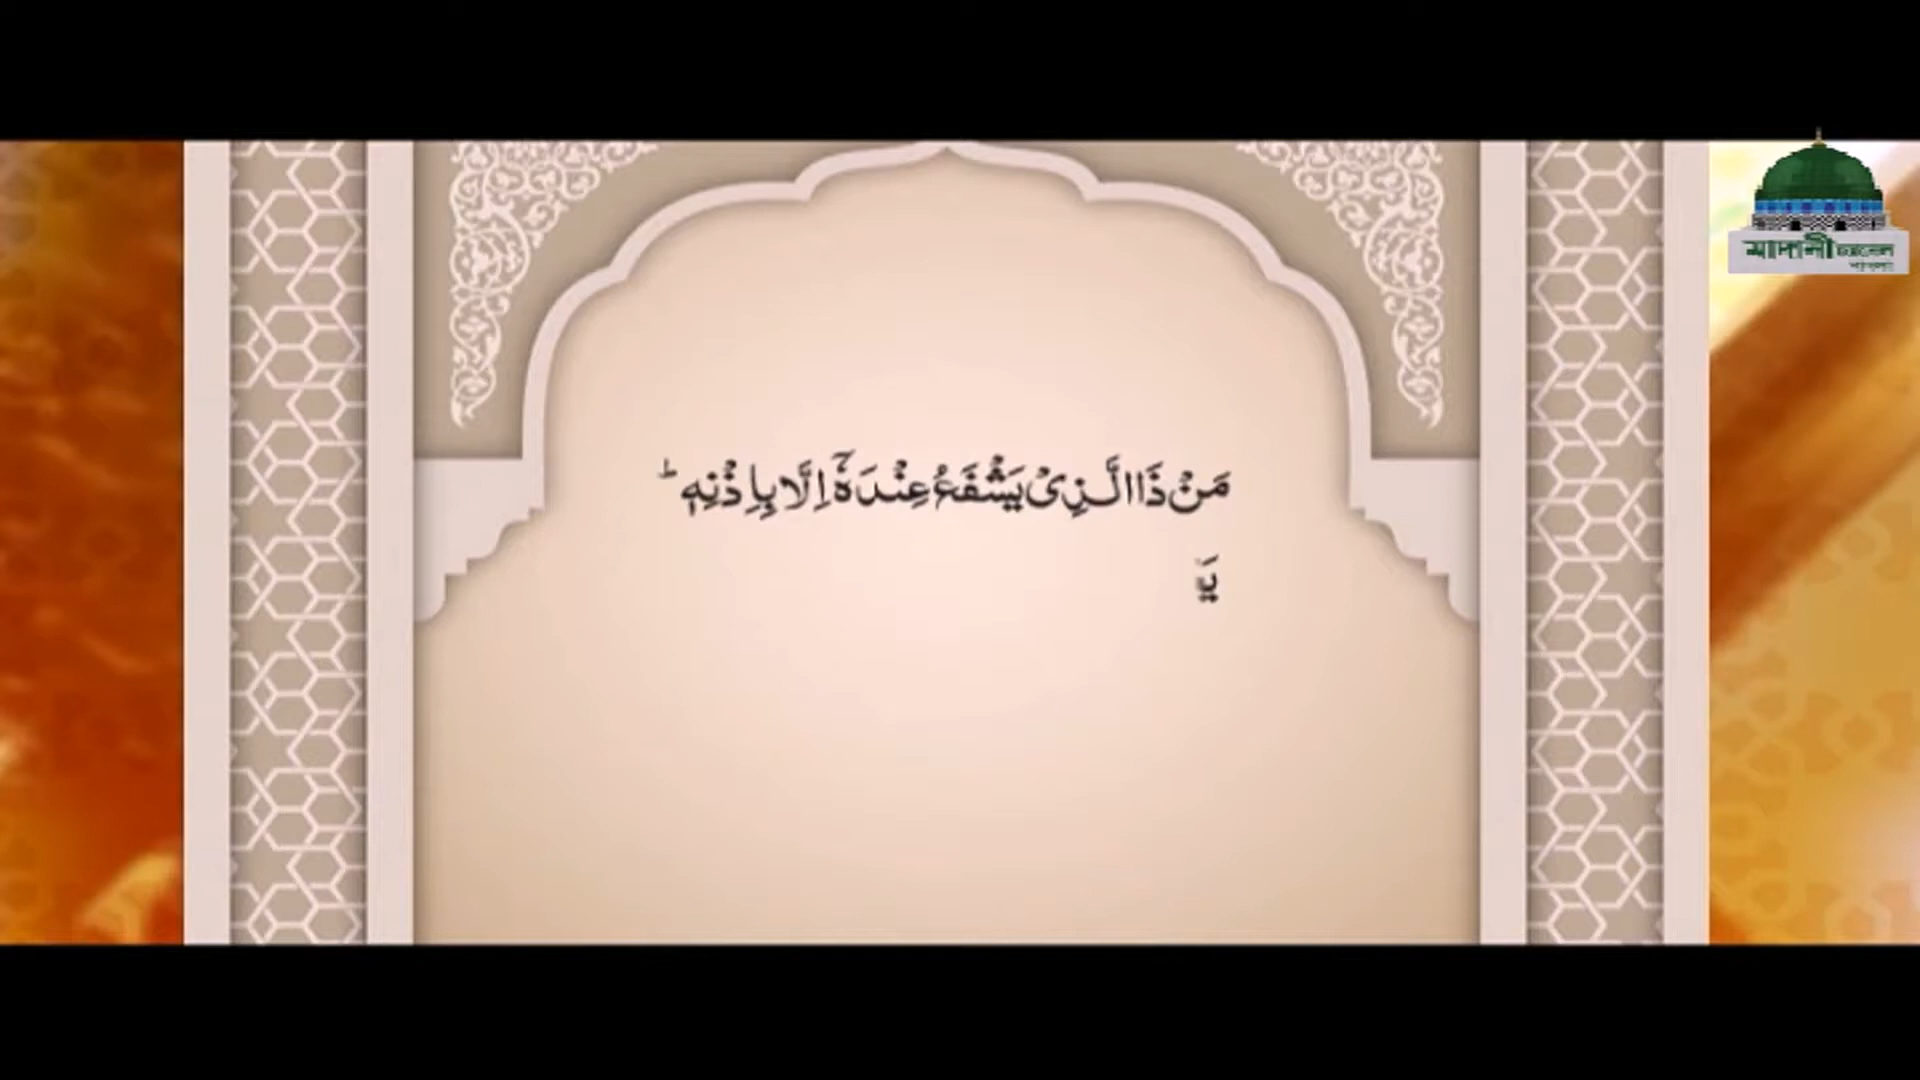 مَنْ ذَا الَّذِیْ یَشْفَعُ عِنْدَهٗۤ اِلَّا بِاِذْنِهٖؕ
یَ
মাদানী চ্যানেল
বাংলা